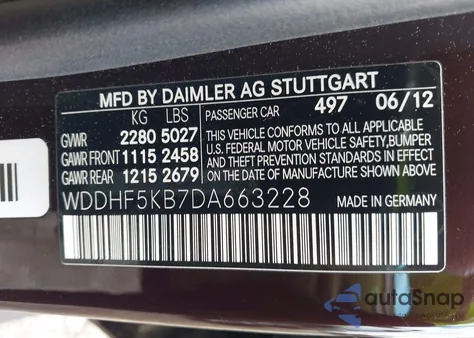 MFD BY DAIMLER AG STUTTGART
KG LBS PASSENGER CAR 497 06/12
GVWR 2280 5027
GAWR FRONT 1115 2458
GAWR REAR 1215 2679
THIS VEHICLE CONFORMS TO ALL APPLICABLE
U.S. FEDERAL MOTOR VEHICLE SAFETY,BUMPER
AND THEFT PREVENTION STANDARDS IN EFFECT
ON THE DATE OF MANUFACTURE SHOWN ABOVE.
WDDHF5KB7DA663228 MADE IN GERMANY
autoSnap